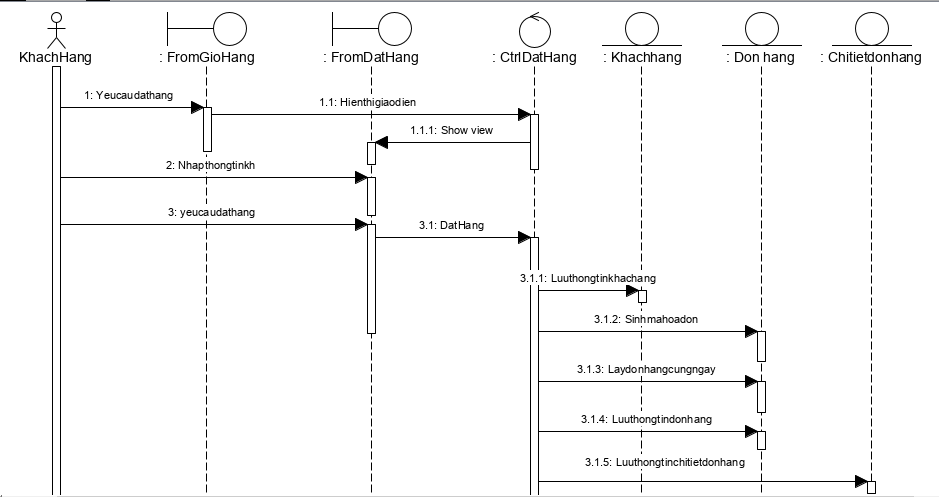 KhachHang
: FromGioHang
: FromDatHang
: CtrlDatHang
: Khachhang
: Don hang
: Chitietdonhang
1: Yeucaudathang
1.1: Hienthigiaodien
1.1.1: Show view
2: Nhapthongtinkh
3: yeucaudathang
3.1: DatHang
3.1.1: Luuthongtinkhachang
3.1.2: Sinhmahoadon
3.1.3: Laydonhangcungngay
3.1.4: Luuthongtindonhang
3.1.5: Luuthongtinchitietdonhang